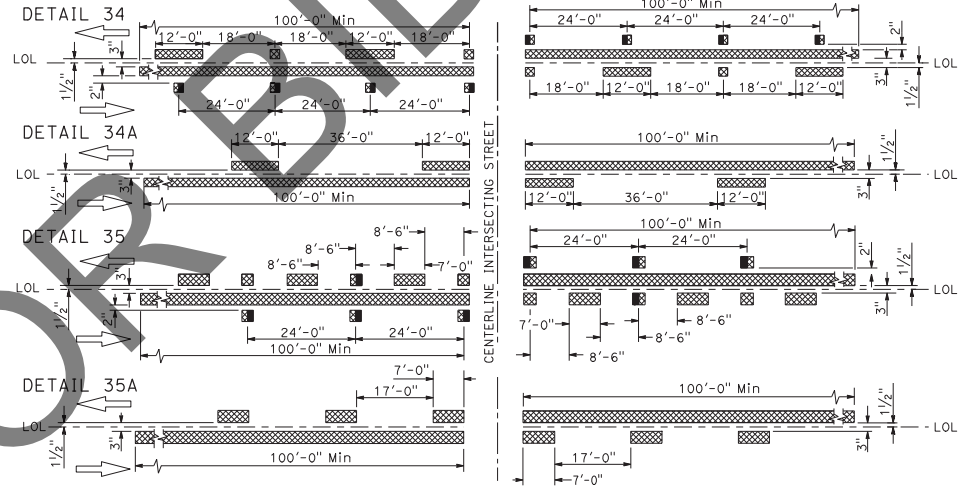 DETAIL 34
100'-0" Min
12'-0" 18'-0" 18'-0" 12'-0" 18'-0"
3"
LOL
1½"
2"
24'-0" 24'-0" 24'-0"
100'-0" Min
24'-0" 24'-0" 24'-0"
2"
LOL
3"
1½"
18'-0" 12'-0" 18'-0" 18'-0" 12'-0"
DETAIL 34A
12'-0" 36'-0" 12'-0"
LOL
1½"
3"
100'-0" Min
100'-0" Min
1½"
LOL
3"
12'-0" 36'-0" 12'-0"
DETAIL 35
8'-6"
8'-6"
8'-6"
7'-0"
3"
LOL
1½"
2"
24'-0" 24'-0"
100'-0" Min
100'-0" Min
24'-0" 24'-0"
2"
1½"
LOL
3"
7'-0"
8'-6"
8'-6"
8'-6"
DETAIL 35A
7'-0"
17'-0"
LOL
1½"
3"
100'-0" Min
100'-0" Min
1½"
LOL
3"
17'-0"
7'-0"
CENTERLINE INTERSECTING STREET
OR BI